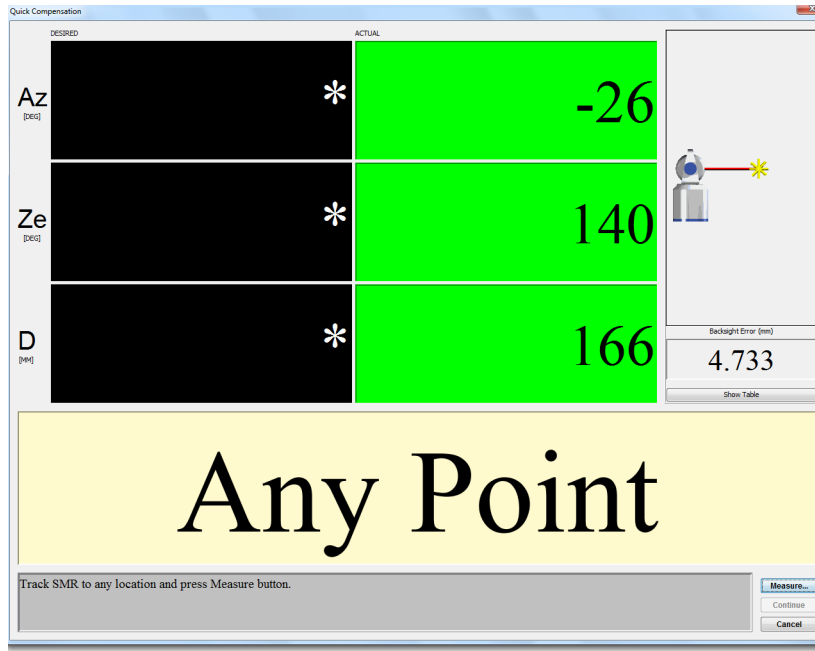 Quick Compensation
DESIRED ACTUAL
Az * -26
[DEG]
Ze * 140
[DEG]
D * 166
[MM]
Backsight Error (mm)
4.733
Show Table
Any Point
Track SMR to any location and press Measure button.
Measure...
Continue
Cancel